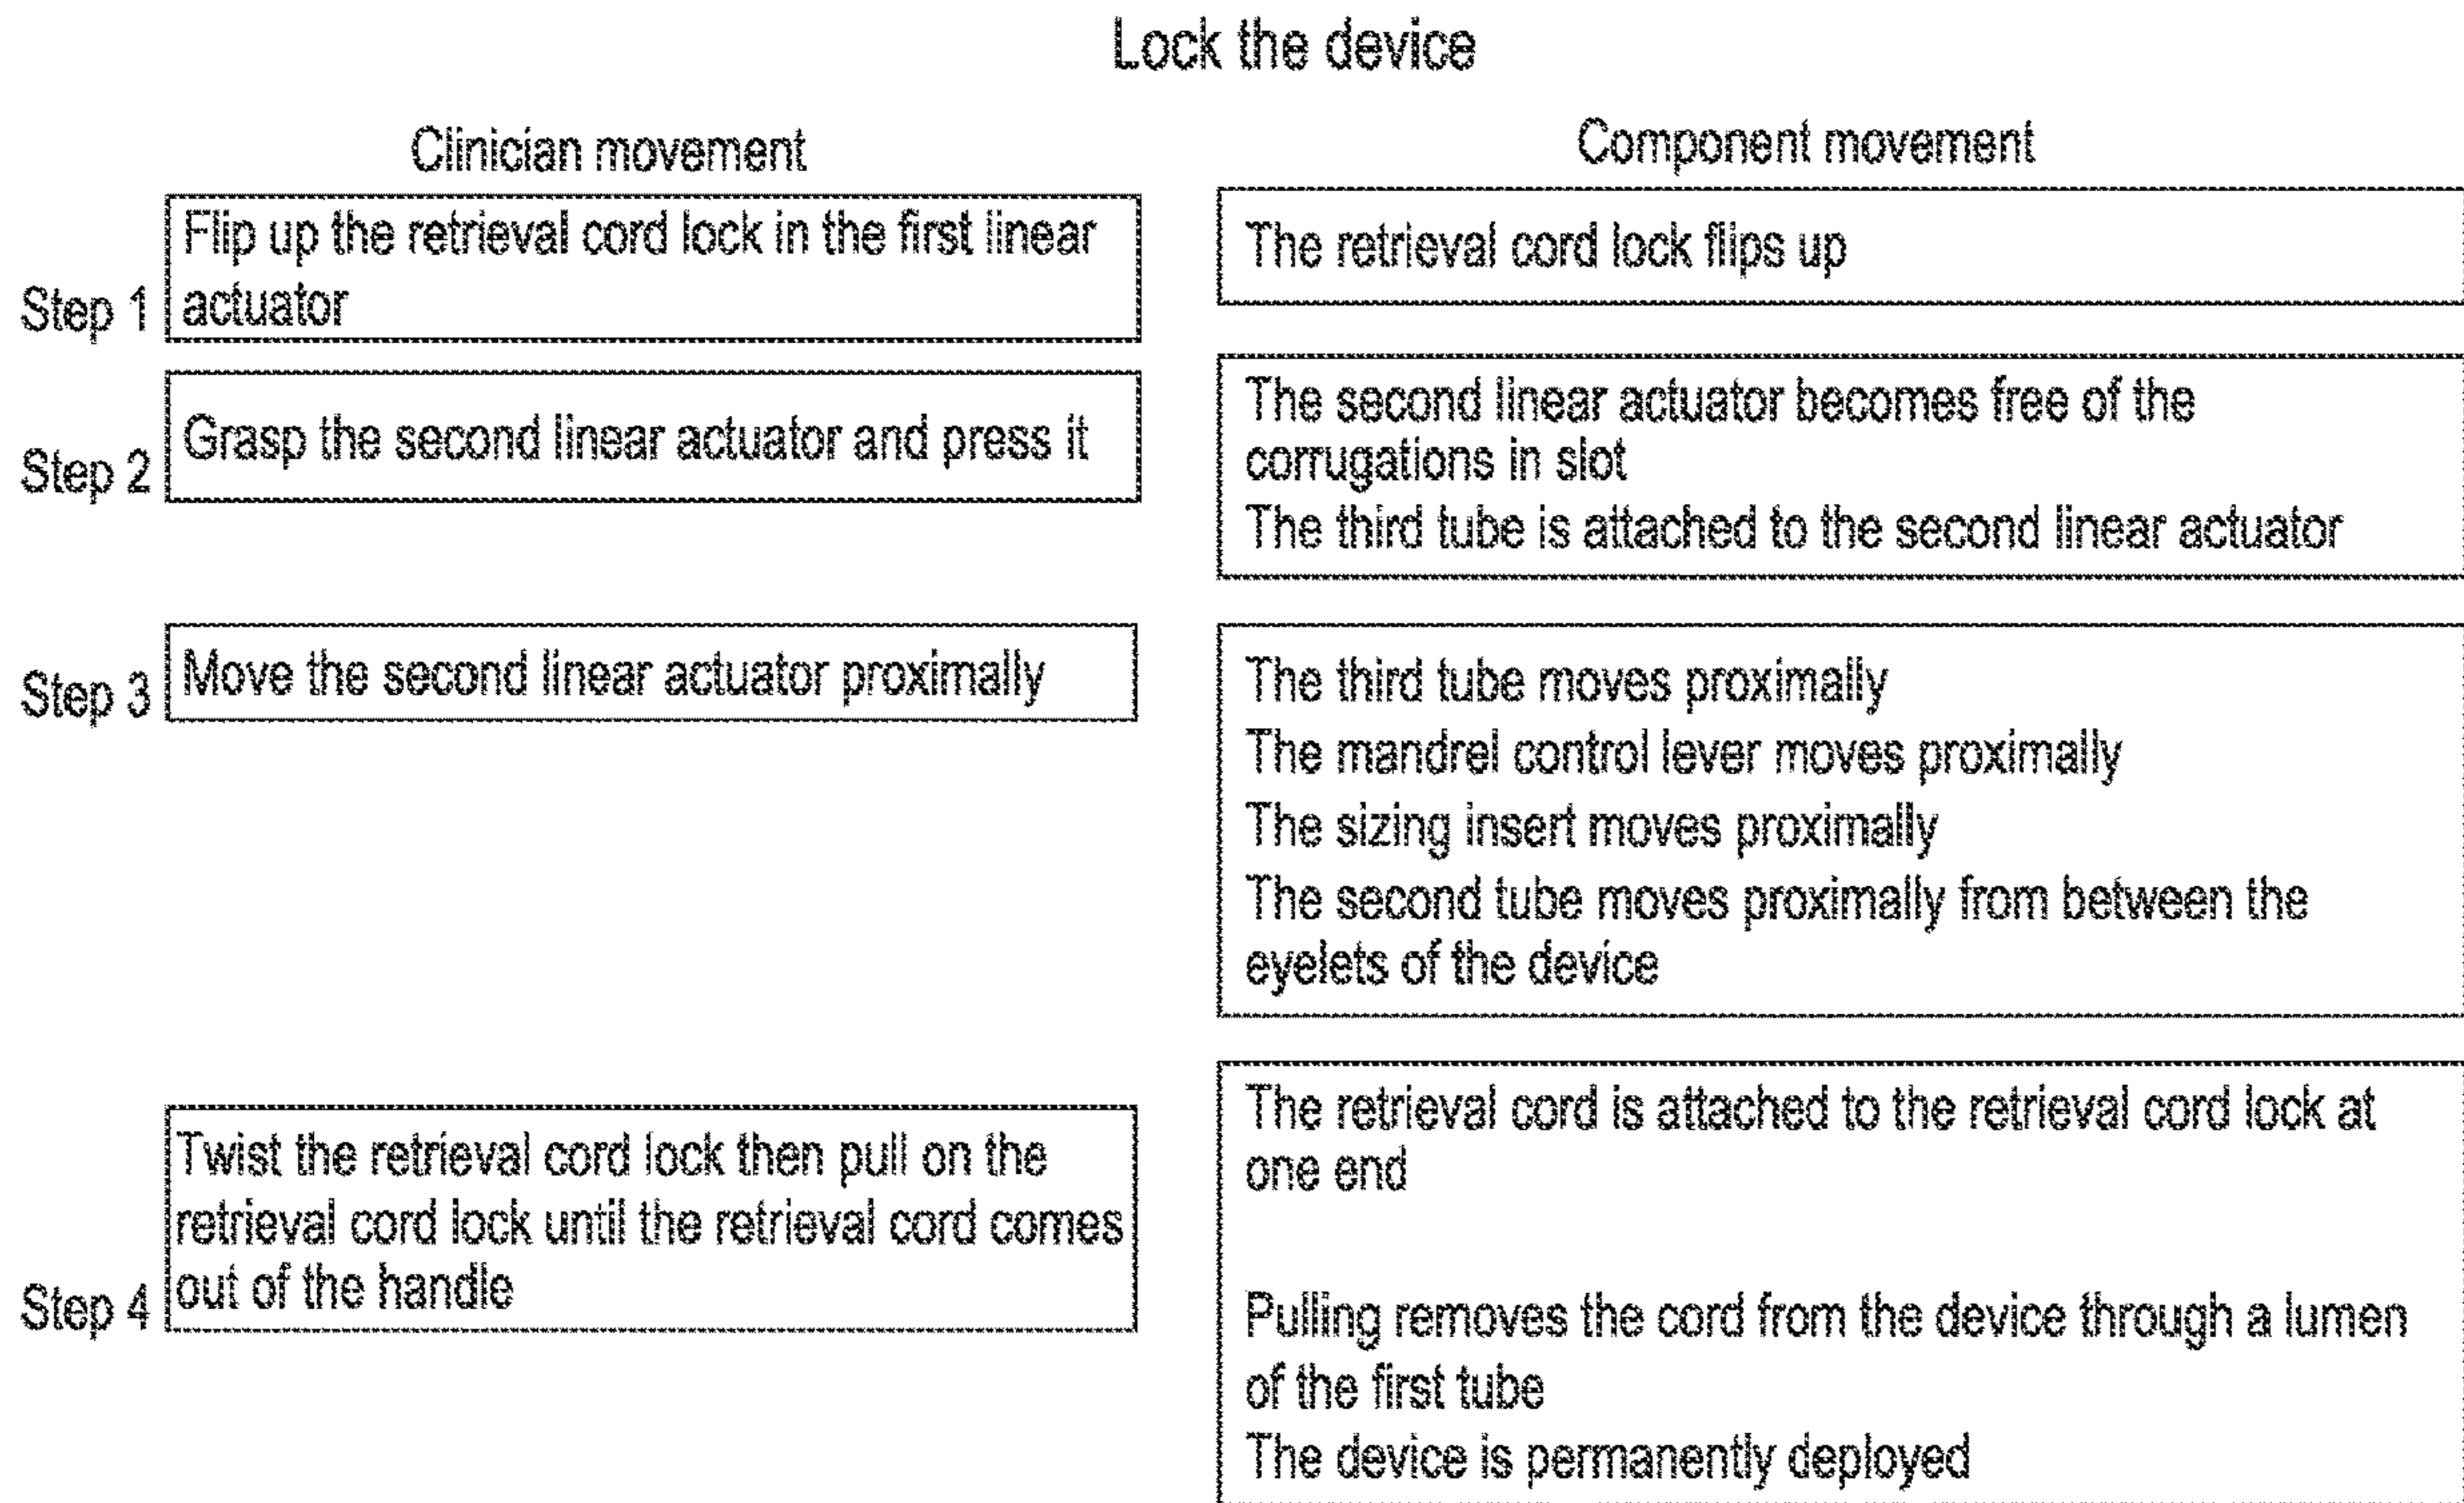 Lock the device
Clinician movement
Component movement
Step 1
Flip up the retrieval cord lock in the first linear
actuator
The retrieval cord lock flips up
Step 2
Grasp the second linear actuator and press it
The second linear actuator becomes free of the
corrugations in slot
The third tube is attached to the second linear actuator
Step 3
Move the second linear actuator proximally
The third tube moves proximally
The mandrel control lever moves proximally
The sizing insert moves proximally
The second tube moves proximally from between the
eyelets of the device
Step 4
Twist the retrieval cord lock then pull on the
retrieval cord lock until the retrieval cord comes
out of the handle
The retrieval cord is attached to the retrieval cord lock at
one end
Pulling removes the cord from the device through a lumen
of the first tube
The device is permanently deployed